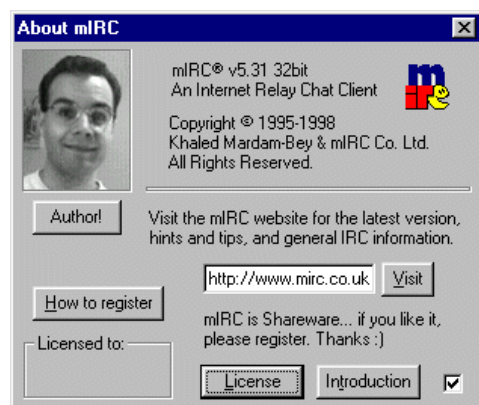 About mIRC
mIRC® v5.31 32bit
An Internet Relay Chat Client
m
irc
Copyright © 1995-1998
Khaled Mardam-Bey & mIRC Co. Ltd.
All Rights Reserved.
Author!
Visit the mIRC website for the latest version,
hints and tips, and general IRC information.
http://www.mirc.co.uk
Visit
How to register
mIRC is Shareware... if you like it,
please register. Thanks :)
Licensed to:
License
Introduction